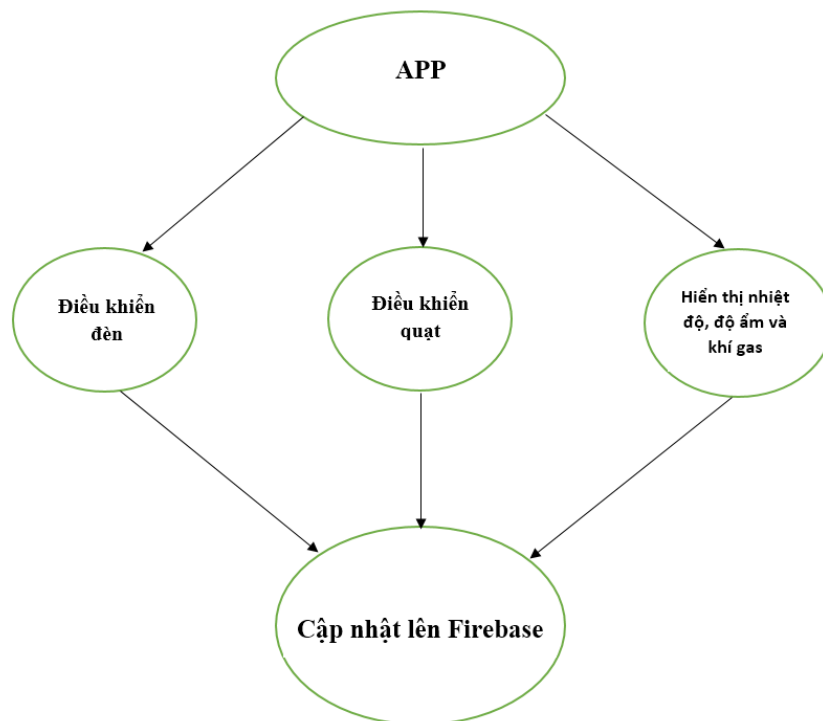 APP
Điều khiển
đèn
Điều khiển
quạt
Hiển thị nhiệt
độ, độ ẩm và
khí gas
Cập nhật lên Firebase